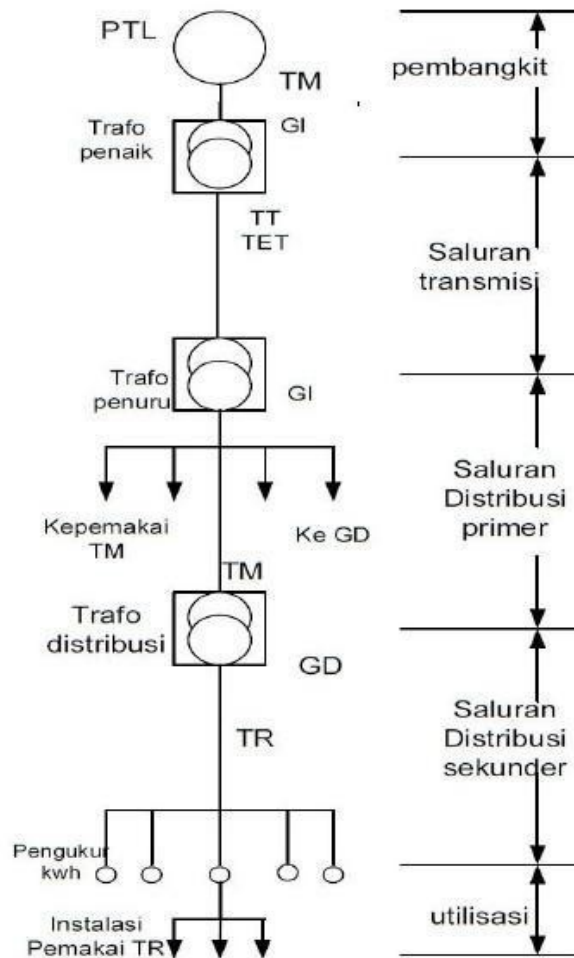 PTL
pembangkit
TM
Trafo
penaik
GI
TT
TET
Saluran
transmisi
Trafo
penuru
GI
Saluran
Distribusi
primer
Kepemakai
TM
Ke GD
TM
Trafo
distribusi
GD
Saluran
Distribusi
sekunder
TR
Pengukur
kwh
utilisasi
Instalasi
Pemakai TR